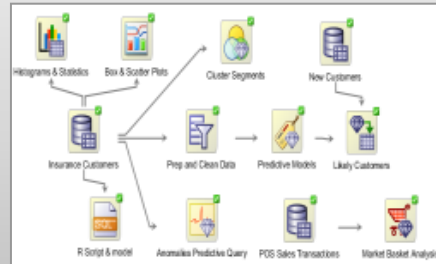 Histograms & Statistics
Box & Scatter Plots
Cluster Segments
New Customers
Insurance Customers
Prep and Clean Data
Predictive Models
Likely Customers
SQL
R Script & model
Anomalies Predictive Query
POS Sales Transactions
Market Basket Analysis